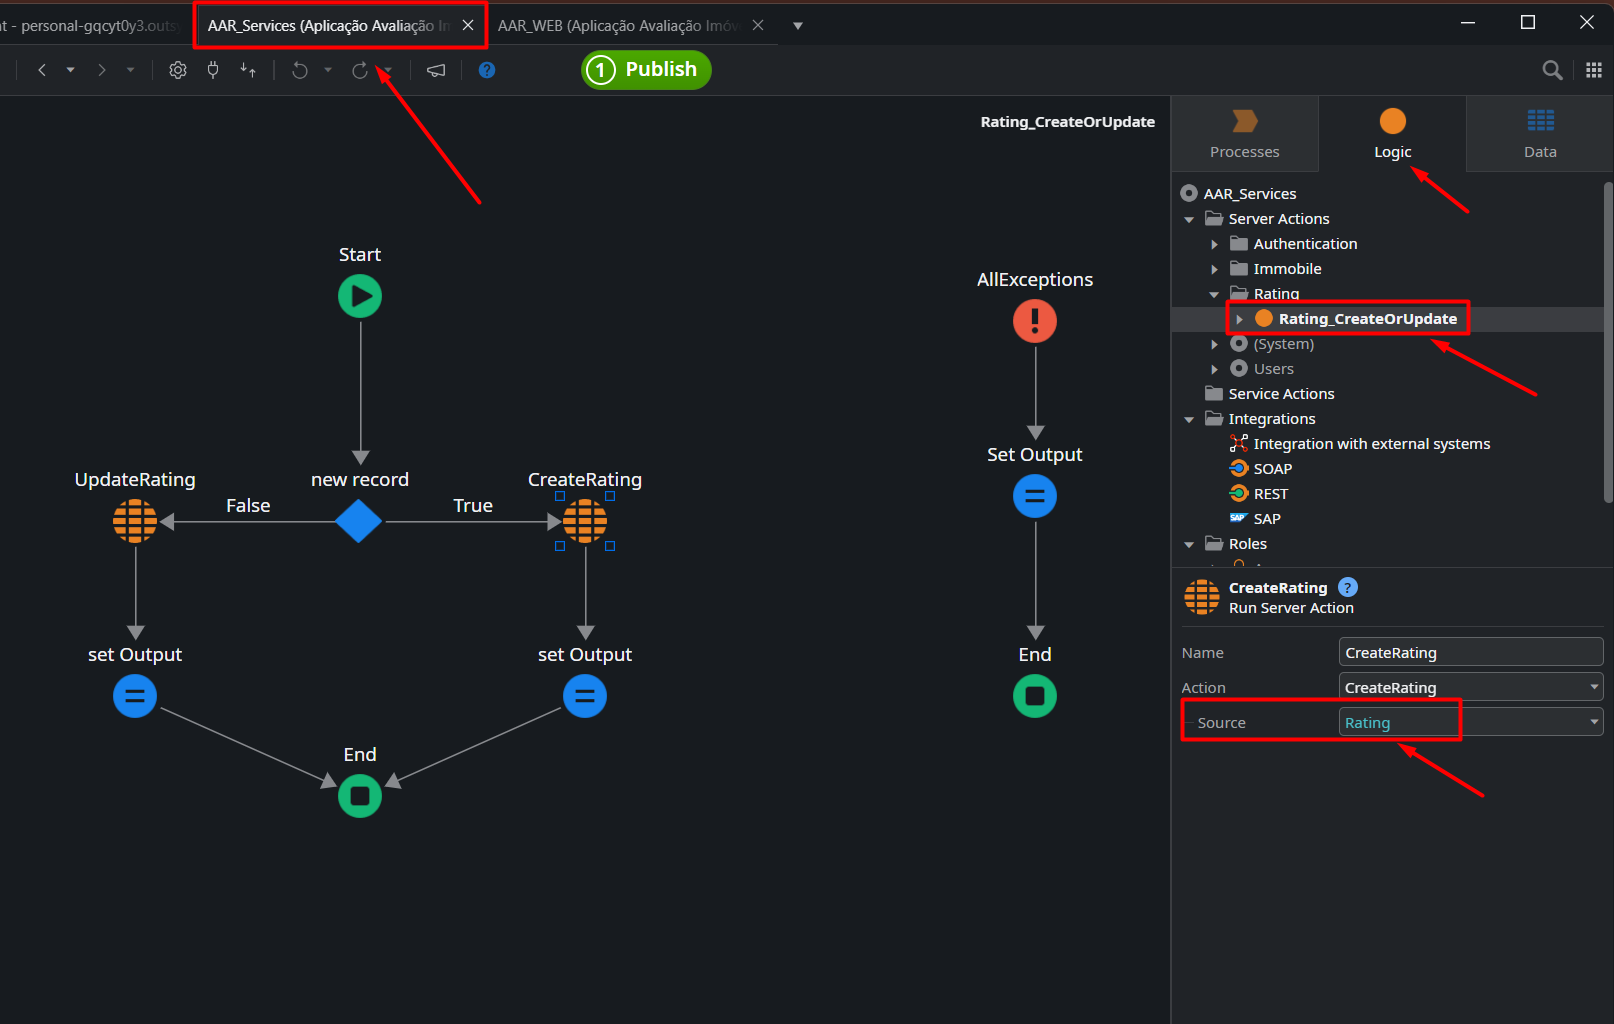 t - personal-gqcyt0y3.outsy
AAR_Services (Aplicação Avaliação Im
AAR_WEB (Aplicação Avaliação Imóv
1 Publish
Rating_CreateOrUpdate
Start
AllExceptions
Set Output
UpdateRating
new record
CreateRating
False
True
set Output
set Output
End
End
Processes
Logic
Data
AAR_Services
Server Actions
Authentication
Immobile
Rating
Rating_CreateOrUpdate
(System)
Users
Service Actions
Integrations
Integration with external systems
SOAP
REST
SAP SAP
Roles
CreateRating ?
Run Server Action
Name CreateRating
Action CreateRating
Source Rating